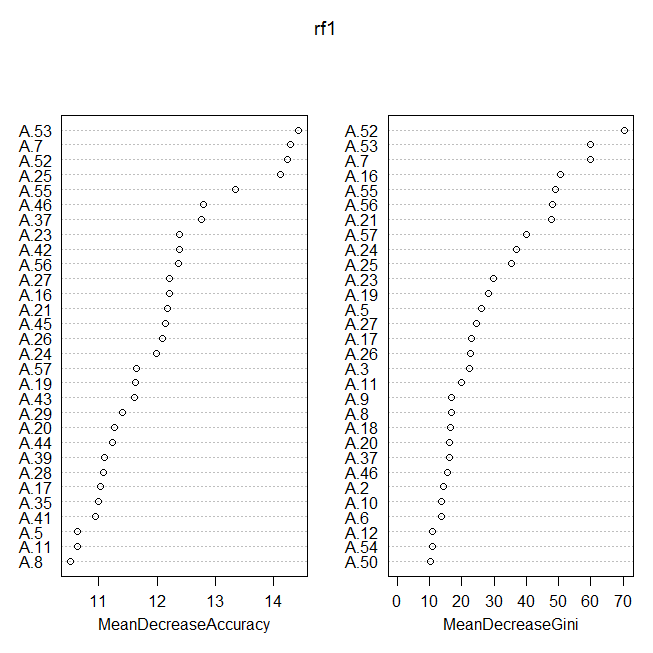 rf1
A.53
A.7
A.52
A.25
A.55
A.46
A.37
A.23
A.42
A.56
A.27
A.16
A.21
A.45
A.26
A.24
A.57
A.19
A.43
A.29
A.20
A.44
A.39
A.28
A.17
A.35
A.41
A.5
A.11
A.8
11 12 13 14
MeanDecreaseAccuracy
A.52
A.53
A.7
A.16
A.55
A.56
A.21
A.57
A.24
A.25
A.23
A.19
A.5
A.27
A.17
A.26
A.3
A.11
A.9
A.8
A.18
A.20
A.37
A.46
A.2
A.10
A.6
A.12
A.54
A.50
0 10 20 30 40 50 60 70
MeanDecreaseGini